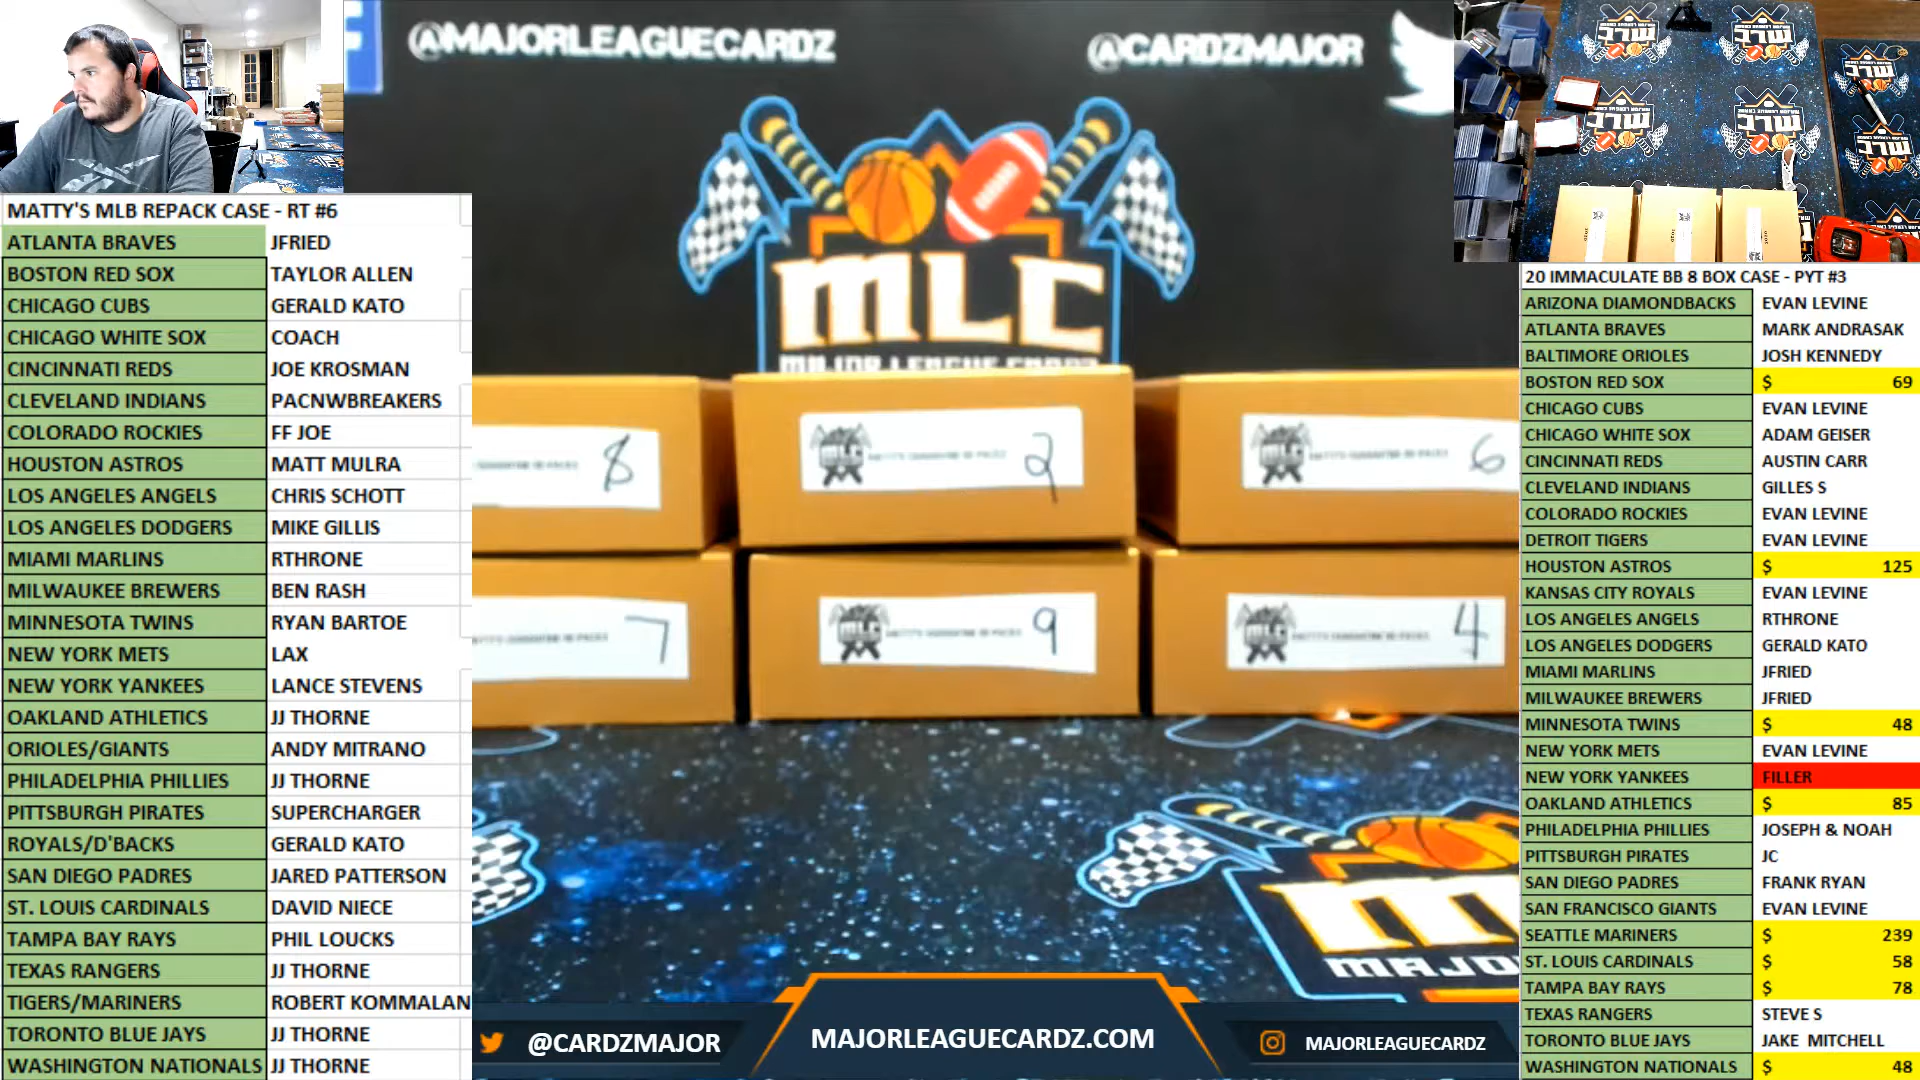 @MAJORLEAGUECARDZ
@CARDZMAJOR
MLC
8
2
6
7
9
4
MATTY'S MLB REPACK CASE - RT #6
ATLANTA BRAVES JFRIED
BOSTON RED SOX TAYLOR ALLEN
CHICAGO CUBS GERALD KATO
CHICAGO WHITE SOX COACH
CINCINNATI REDS JOE KROSMAN
CLEVELAND INDIANS PACNWBREAKERS
COLORADO ROCKIES FF JOE
HOUSTON ASTROS MATT MULRA
LOS ANGELES ANGELS CHRIS SCHOTT
LOS ANGELES DODGERS MIKE GILLIS
MIAMI MARLINS RTHRONE
MILWAUKEE BREWERS BEN RASH
MINNESOTA TWINS RYAN BARTOE
NEW YORK METS LAX
NEW YORK YANKEES LANCE STEVENS
OAKLAND ATHLETICS JJ THORNE
ORIOLES/GIANTS ANDY MITRANO
PHILADELPHIA PHILLIES JJ THORNE
PITTSBURGH PIRATES SUPERCHARGER
ROYALS/D'BACKS GERALD KATO
SAN DIEGO PADRES JARED PATTERSON
ST. LOUIS CARDINALS DAVID NIECE
TAMPA BAY RAYS PHIL LOUCKS
TEXAS RANGERS JJ THORNE
TIGERS/MARINERS ROBERT KOMMALAN
TORONTO BLUE JAYS JJ THORNE
WASHINGTON NATIONALS JJ THORNE
20 IMMACULATE BB 8 BOX CASE - PYT #3
ARIZONA DIAMONDBACKS EVAN LEVINE
ATLANTA BRAVES MARK ANDRASAK
BALTIMORE ORIOLES JOSH KENNEDY
BOSTON RED SOX $ 69
CHICAGO CUBS EVAN LEVINE
CHICAGO WHITE SOX ADAM GEISER
CINCINNATI REDS AUSTIN CARR
CLEVELAND INDIANS GILLES S
COLORADO ROCKIES EVAN LEVINE
DETROIT TIGERS EVAN LEVINE
HOUSTON ASTROS $ 125
KANSAS CITY ROYALS EVAN LEVINE
LOS ANGELES ANGELS RTHRONE
LOS ANGELES DODGERS GERALD KATO
MIAMI MARLINS JFRIED
MILWAUKEE BREWERS JFRIED
MINNESOTA TWINS $ 48
NEW YORK METS EVAN LEVINE
NEW YORK YANKEES FILLER
OAKLAND ATHLETICS $ 85
PHILADELPHIA PHILLIES JOSEPH & NOAH
PITTSBURGH PIRATES JC
SAN DIEGO PADRES FRANK RYAN
SAN FRANCISCO GIANTS EVAN LEVINE
SEATTLE MARINERS $ 239
ST. LOUIS CARDINALS $ 58
TAMPA BAY RAYS $ 78
TEXAS RANGERS STEVE S
TORONTO BLUE JAYS JAKE MITCHELL
WASHINGTON NATIONALS $ 48
@CARDZMAJOR
MAJORLEAGUECARDZ.COM
MAJORLEAGUECARDZ